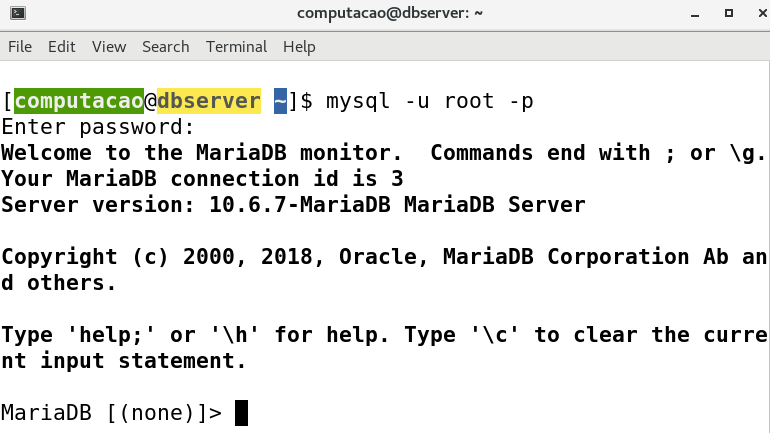 computacao@dbserver: ~
File Edit View Search Terminal Help
[computacao@dbserver ~]$ mysql -u root -p
Enter password:
Welcome to the MariaDB monitor.  Commands end with ; or \g.
Your MariaDB connection id is 3
Server version: 10.6.7-MariaDB MariaDB Server
Copyright (c) 2000, 2018, Oracle, MariaDB Corporation Ab an
d others.
Type 'help;' or '\h' for help. Type '\c' to clear the curre
nt input statement.
MariaDB [(none)]>